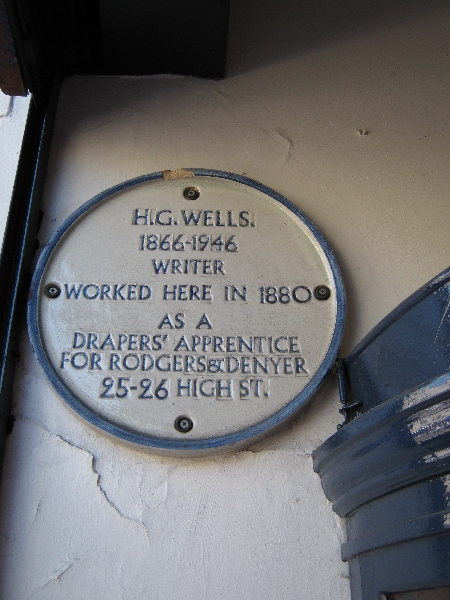 H.G. WELLS.
1866-1946
WRITER
WORKED HERE IN 1880
AS A
DRAPERS' APPRENTICE
FOR RODGERS & DENYER
25-26 HIGH ST.